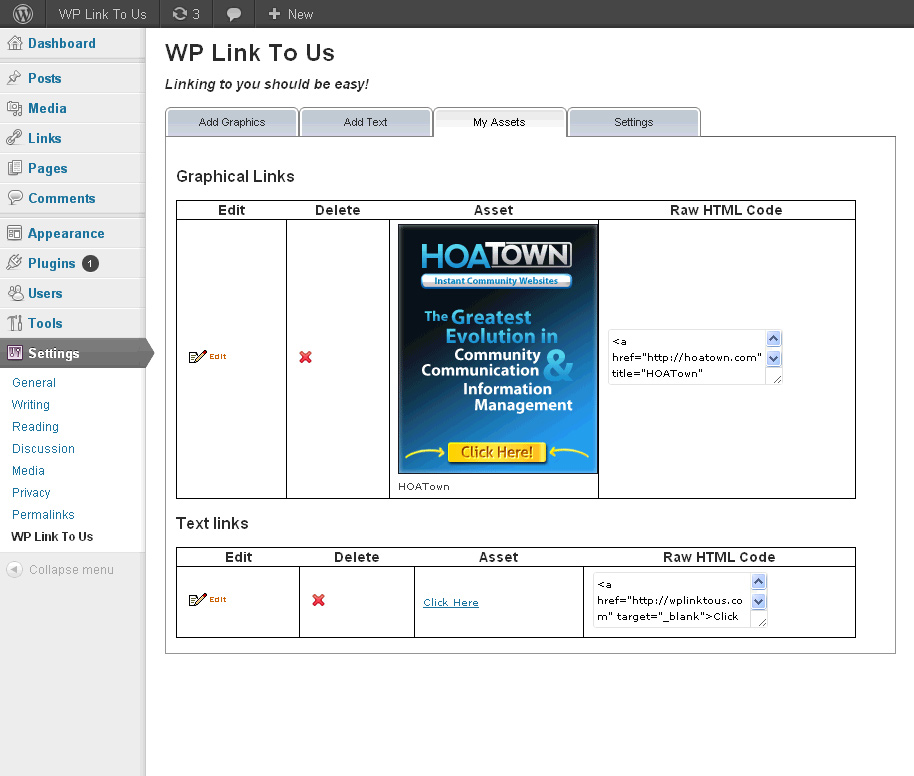 WP Link To Us 3 New
Dashboard
Posts
Media
Links
Pages
Comments
Appearance
Plugins 1
Users
Tools
Settings
General
Writing
Reading
Discussion
Media
Privacy
Permalinks
WP Link To Us
Collapse menu
WP Link To Us
Linking to you should be easy!
Add Graphics Add Text My Assets Settings
Graphical Links
Edit Delete Asset Raw HTML Code
Edit
HOATOWN
Instant Community Websites
The Greatest
Evolution in
Community
Communication &
Information
Management
Click Here!
HOATown
<a
href="http://hoatown.com"
title="HOATown"
Text links
Edit Delete Asset Raw HTML Code
Edit
Click Here
<a
href="http://wplinktous.co
m" target="_blank">Click